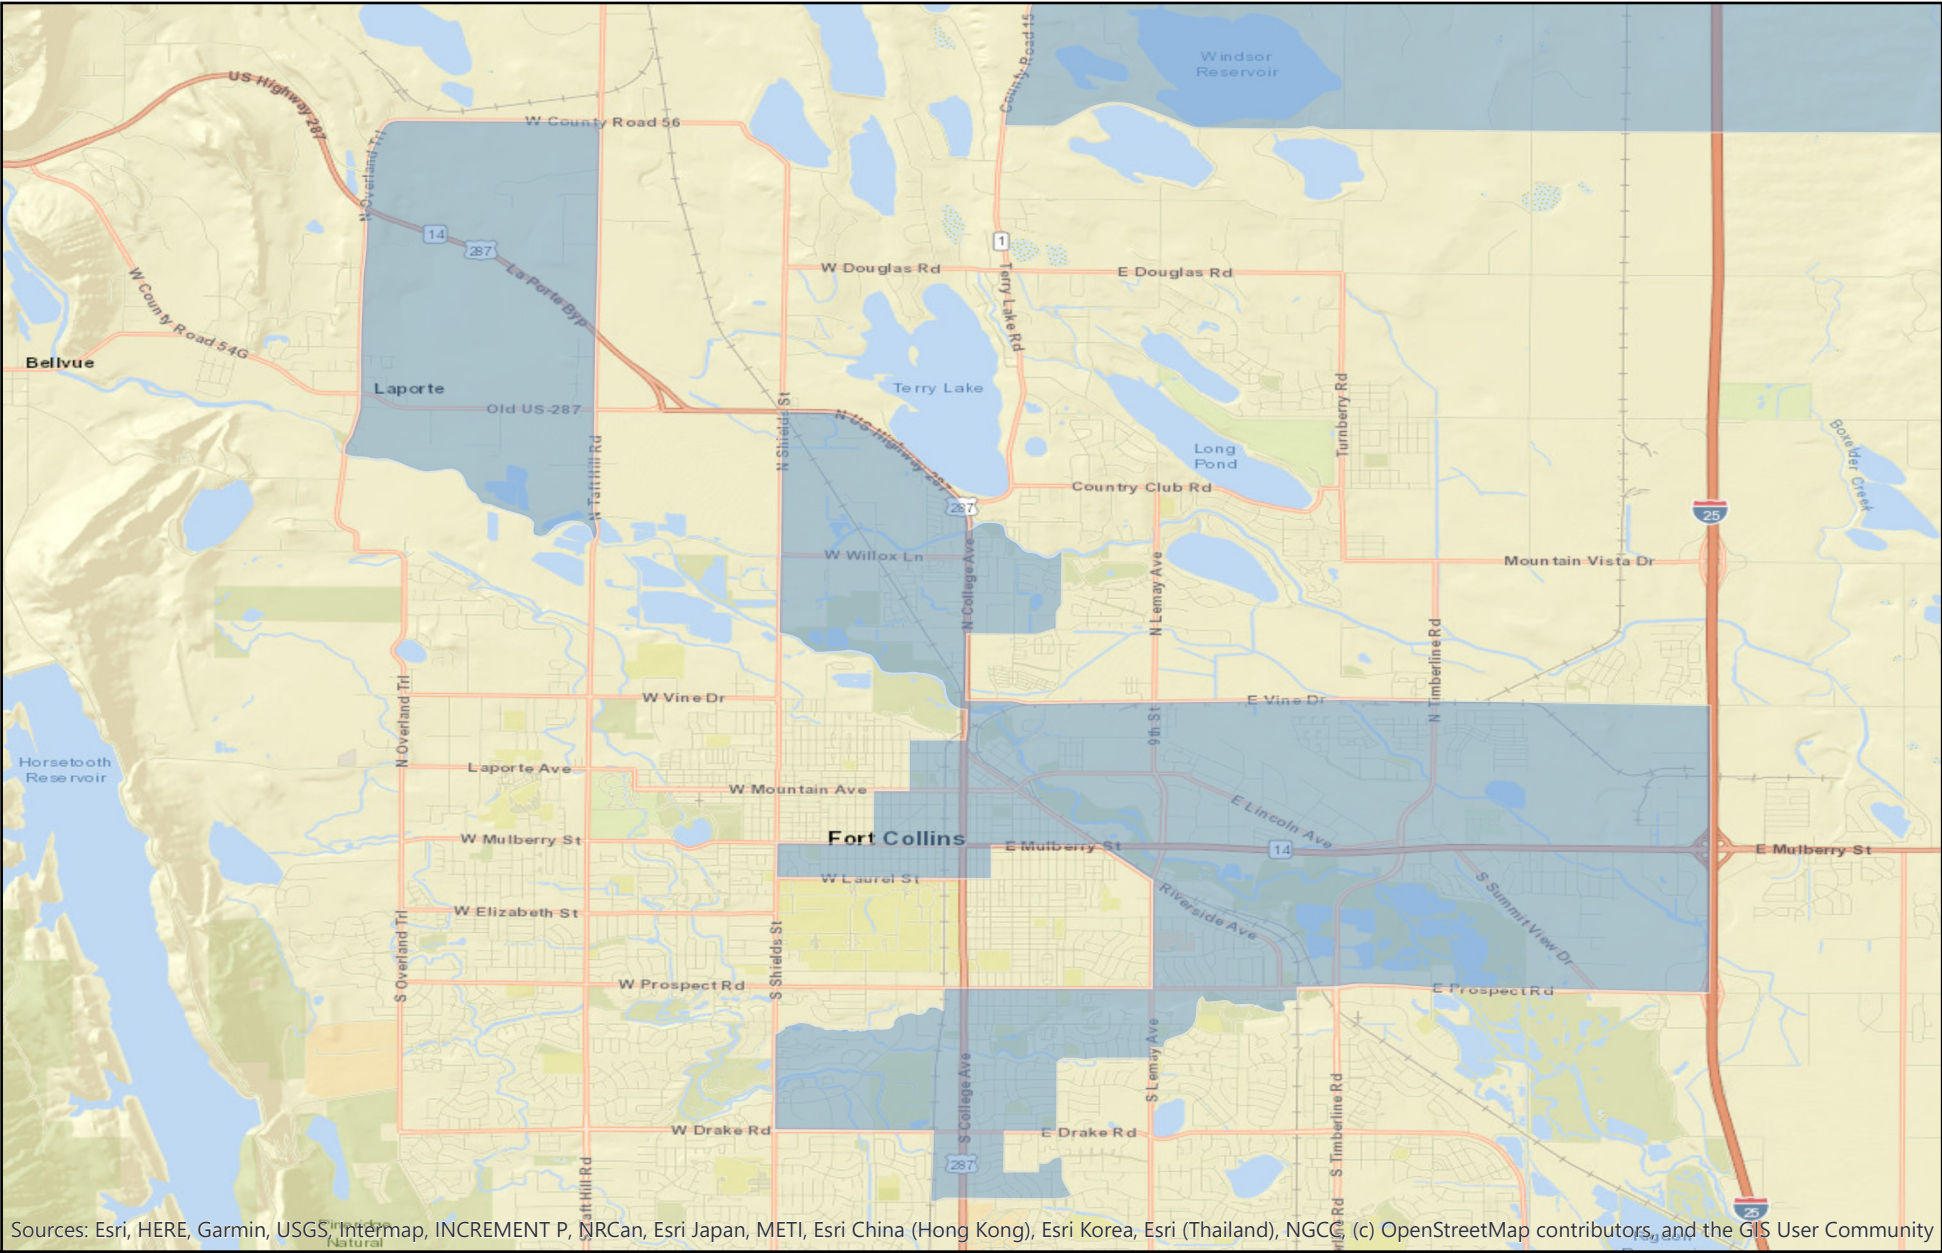 County Road 15
Windsor
Reservoir
US Highway 287
W County Road 56
N Overland Trl
14
287
La Porte Byp
1
W Douglas Rd
E Douglas Rd
Terry Lake Rd
W County Road 54G
Bellvue
Laporte
Old US-287
Terry Lake
N Shields St
N US Highway 287
Turnberry Rd
Long
Pond
Country Club Rd
N Taft Hill Rd
287
25
Boxelder Creek
W Willox Ln
N College Ave
N Lemay Ave
Mountain Vista Dr
N Timberline Rd
N Overland Trl
W Vine Dr
E Vine Dr
9th St
Horsetooth
Reservoir
Laporte Ave
W Mountain Ave
E Lincoln Ave
Fort Collins
W Mulberry St
E Mulberry St
14
E Mulberry St
W Laurel St
Riverside Ave
S Summit View Dr
W Elizabeth St
S Overland Trl
S Shields St
W Prospect Rd
E Prospect Rd
S College Ave
S Lemay Ave
S Timberline Rd
W Drake Rd
E Drake Rd
287
S Taft Hill Rd
25
Pineridge
Natural
Sources: Esri, HERE, Garmin, USGS, Intermap, INCREMENT P, NRCan, Esri Japan, METI, Esri China (Hong Kong), Esri Korea, Esri (Thailand), NGCC, (c) OpenStreetMap contributors, and the GIS User Community